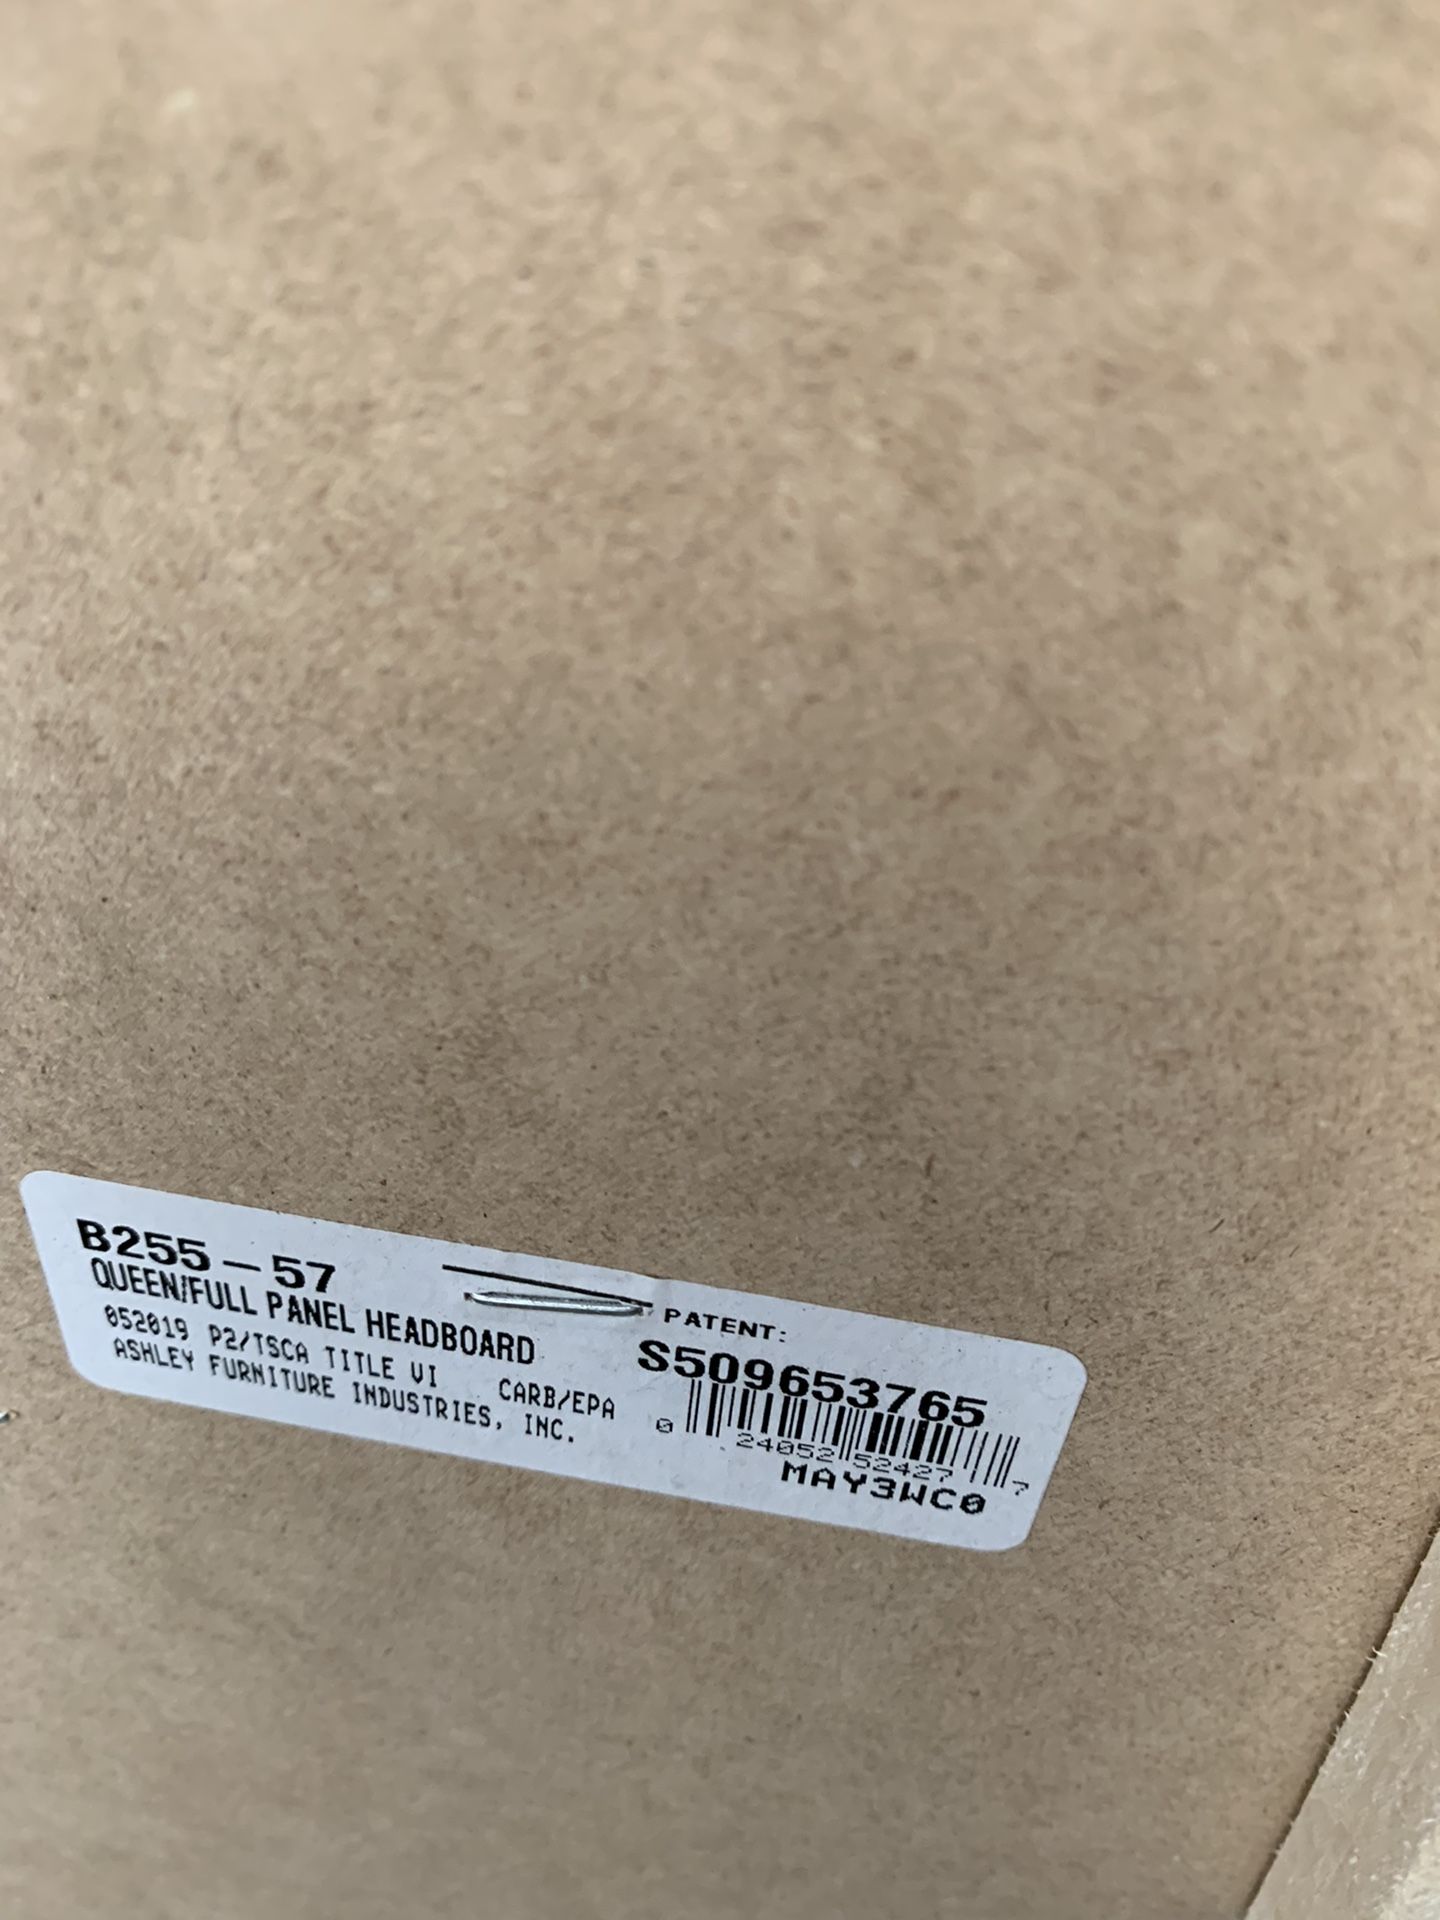 B255-57
QUEEN/FULL PANEL HEADBOARD
052019 P2/TSCA TITLE VI CARB/EPA
ASHLEY FURNITURE INDUSTRIES, INC.
PATENT:
S509653765
0 24052 52427 7
MAY3WC0